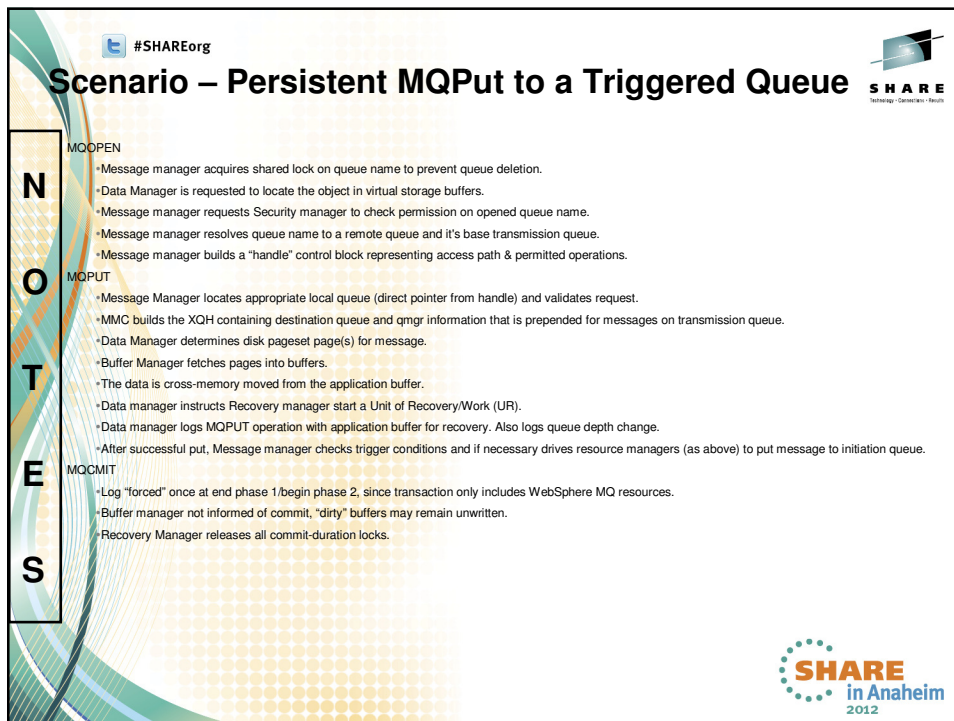 #SHAREorg
Scenario – Persistent MQPut to a Triggered Queue
SHARE
Technology • Connections • Results
NOTES
MQOPEN
•Message manager acquires shared lock on queue name to prevent queue deletion.
•Data Manager is requested to locate the object in virtual storage buffers.
•Message manager requests Security manager to check permission on opened queue name.
•Message manager resolves queue name to a remote queue and it's base transmission queue.
•Message manager builds a “handle” control block representing access path & permitted operations.
MQPUT
•Message Manager locates appropriate local queue (direct pointer from handle) and validates request.
•MMC builds the XQH containing destination queue and qmgr information that is prepended for messages on transmission queue.
•Data Manager determines disk pageset page(s) for message.
•Buffer Manager fetches pages into buffers.
•The data is cross-memory moved from the application buffer.
•Data manager instructs Recovery manager start a Unit of Recovery/Work (UR).
•Data manager logs MQPUT operation with application buffer for recovery. Also logs queue depth change.
•After successful put, Message manager checks trigger conditions and if necessary drives resource managers (as above) to put message to initiation queue.
MQCMIT
•Log “forced” once at end phase 1/begin phase 2, since transaction only includes WebSphere MQ resources.
•Buffer manager not informed of commit, “dirty” buffers may remain unwritten.
•Recovery Manager releases all commit-duration locks.
SHARE
in Anaheim
2012